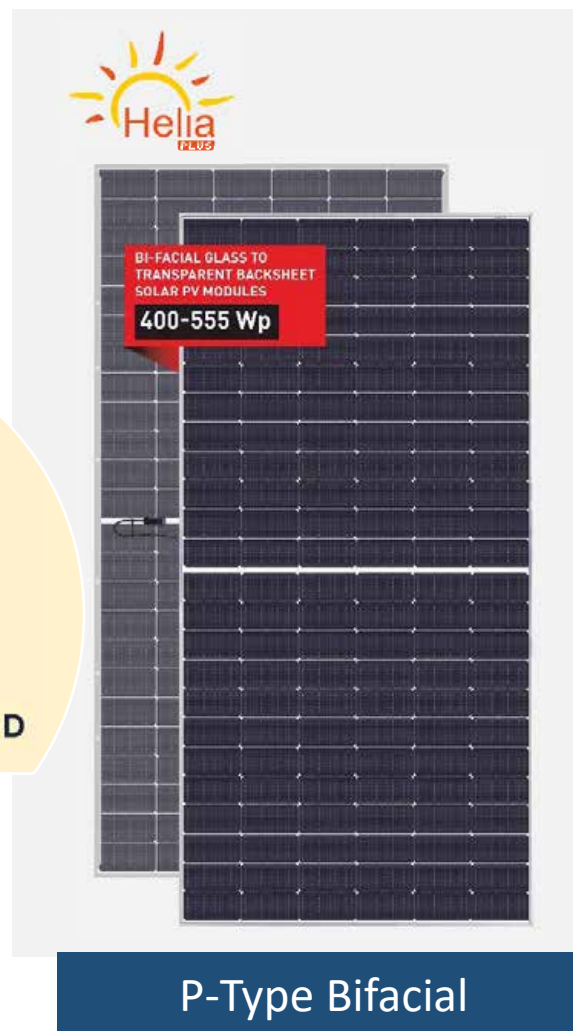 Helia
PLUS
BI-FACIAL GLASS TO
TRANSPARENT BACKSHEET
SOLAR PV MODULES
400-555 Wp
D
P-Type Bifacial